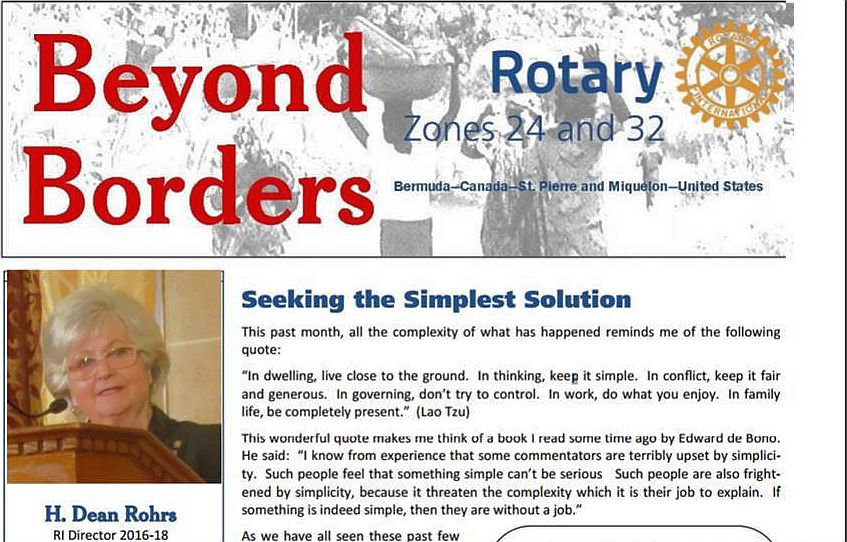 Beyond
Borders
Rotary
ROTARY
INTERNATIONAL
Zones 24 and 32
Bermuda—Canada—St. Pierre and Miquelon—United States
Seeking the Simplest Solution
This past month, all the complexity of what has happened reminds me of the following
quote:
“In dwelling, live close to the ground. In thinking, keep it simple. In conflict, keep it fair
and generous. In governing, don’t try to control. In work, do what you enjoy. In family
life, be completely present.” (Lao Tzu)
This wonderful quote makes me think of a book I read some time ago by Edward de Bono.
He said: “I know from experience that some commentators are terribly upset by simplici-
ty. Such people feel that something simple can’t be serious Such people are also fright-
ened by simplicity, because it threaten the complexity which it is their job to explain. If
something is indeed simple, then they are without a job.”
As we have all seen these past few
H. Dean Rohrs
RI Director 2016-18